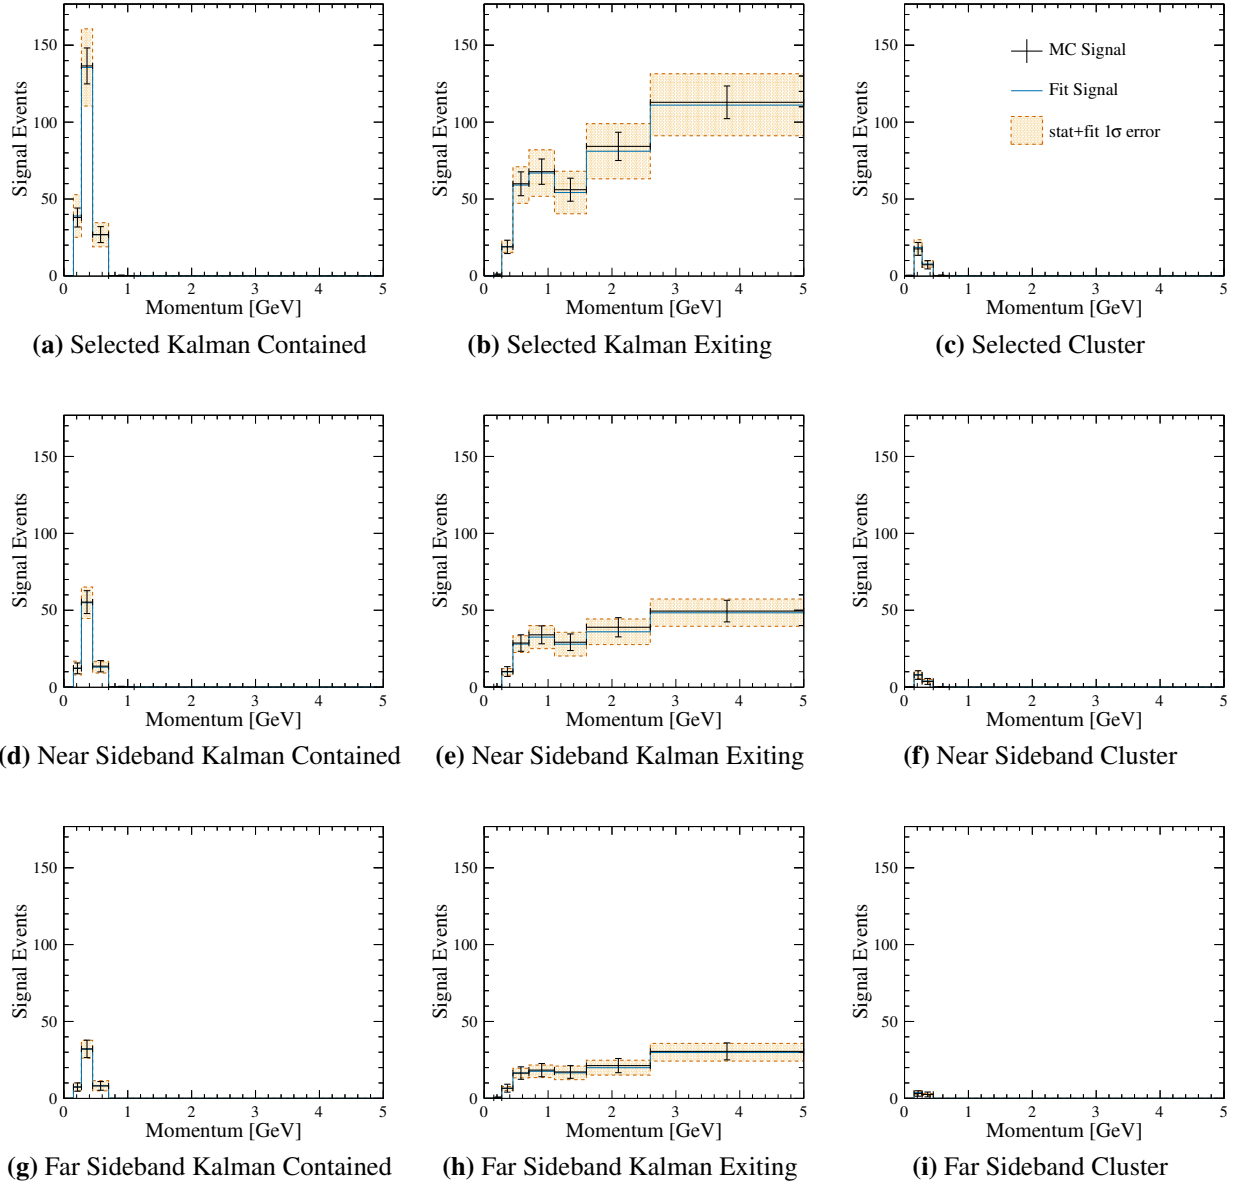 Signal Events
150
100
50
0
0 1 2 3 4 5
Momentum [GeV]
(a) Selected Kalman Contained
Signal Events
150
100
50
0
0 1 2 3 4 5
Momentum [GeV]
(b) Selected Kalman Exiting
Signal Events
150
100
50
0
0 1 2 3 4 5
Momentum [GeV]
MC Signal
Fit Signal
stat+fit 1σ error
(c) Selected Cluster
Signal Events
150
100
50
0
0 1 2 3 4 5
Momentum [GeV]
(d) Near Sideband Kalman Contained
Signal Events
150
100
50
0
0 1 2 3 4 5
Momentum [GeV]
(e) Near Sideband Kalman Exiting
Signal Events
150
100
50
0
0 1 2 3 4 5
Momentum [GeV]
(f) Near Sideband Cluster
Signal Events
150
100
50
0
0 1 2 3 4 5
Momentum [GeV]
(g) Far Sideband Kalman Contained
Signal Events
150
100
50
0
0 1 2 3 4 5
Momentum [GeV]
(h) Far Sideband Kalman Exiting
Signal Events
150
100
50
0
0 1 2 3 4 5
Momentum [GeV]
(i) Far Sideband Cluster